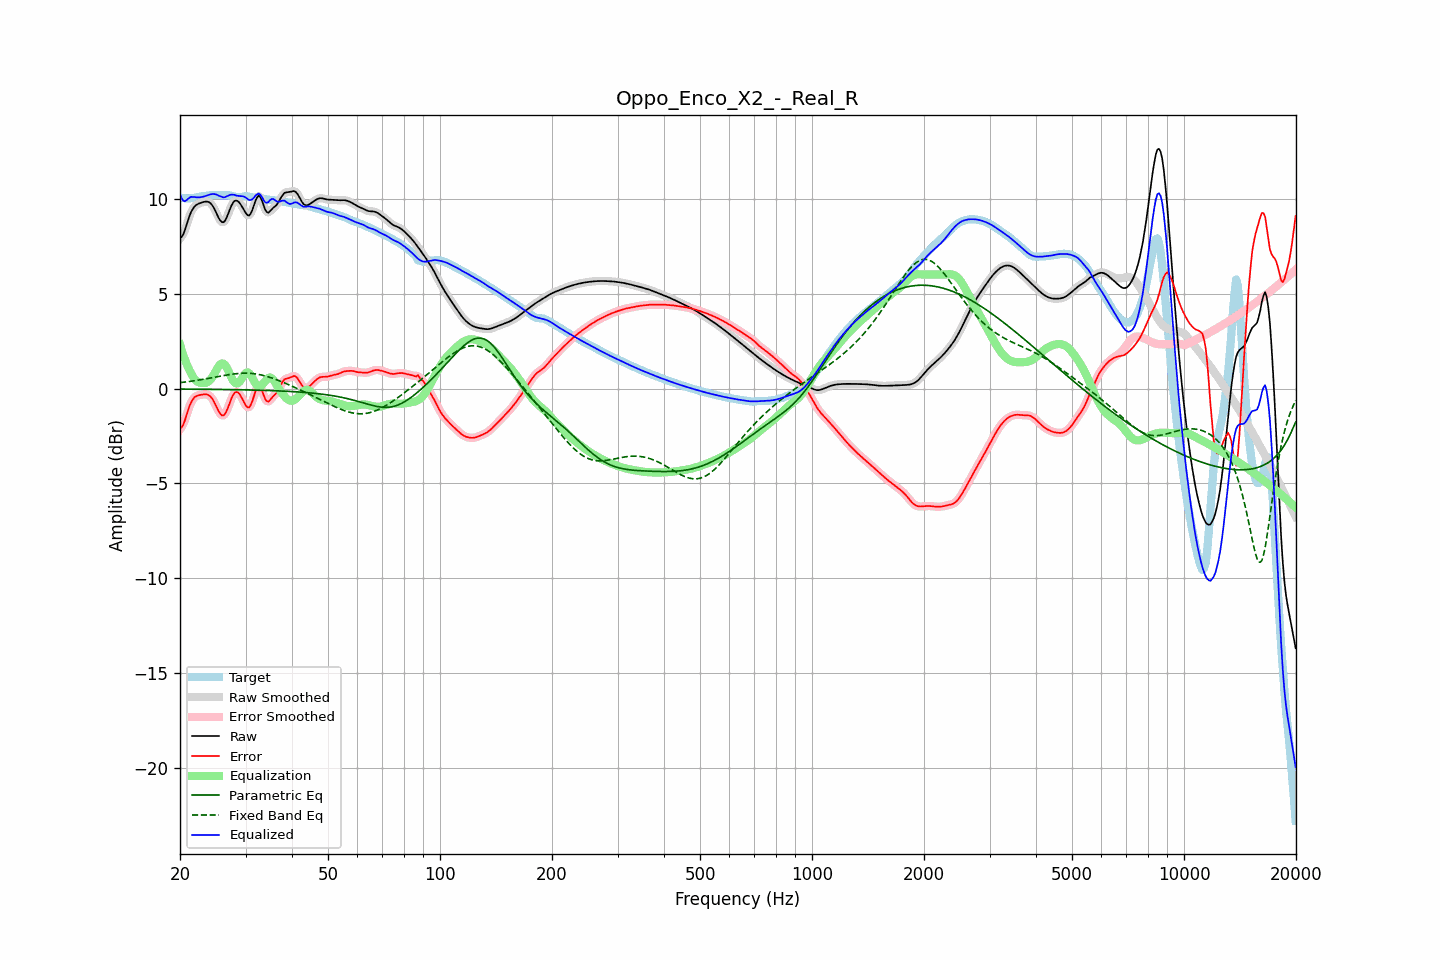 Oppo_Enco_X2_-_Real_R
Amplitude (dBr)
10
5
0
−5
−10
−15
−20
Target
Raw Smoothed
Error Smoothed
Raw
Error
Equalization
Parametric Eq
Fixed Band Eq
Equalized
20
50
100
200
500
1000
2000
5000
10000
20000
Frequency (Hz)